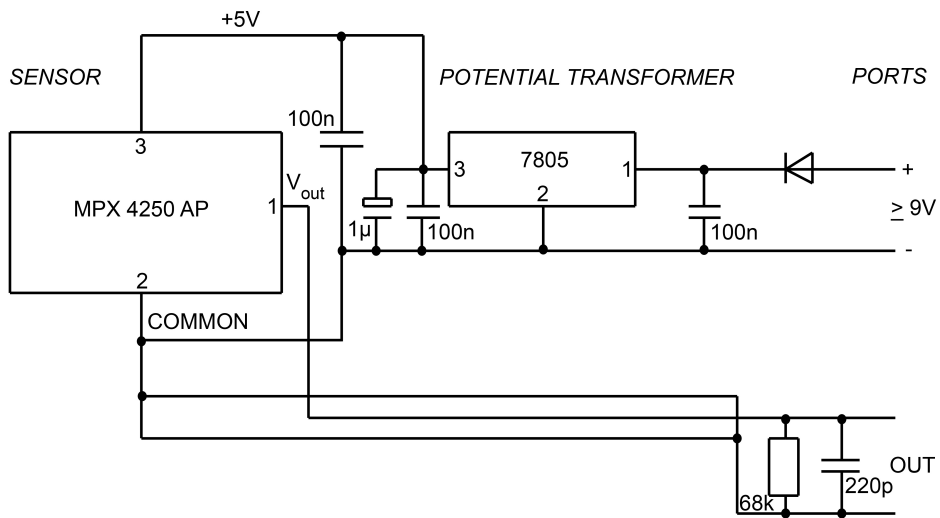 +5V
SENSOR
POTENTIAL TRANSFORMER
PORTS
100n
3
7805
3
1
+
2
V out
MPX 4250 AP
1
≥ 9V
1µ
100n
100n
-
2
COMMON
OUT
68k
220p